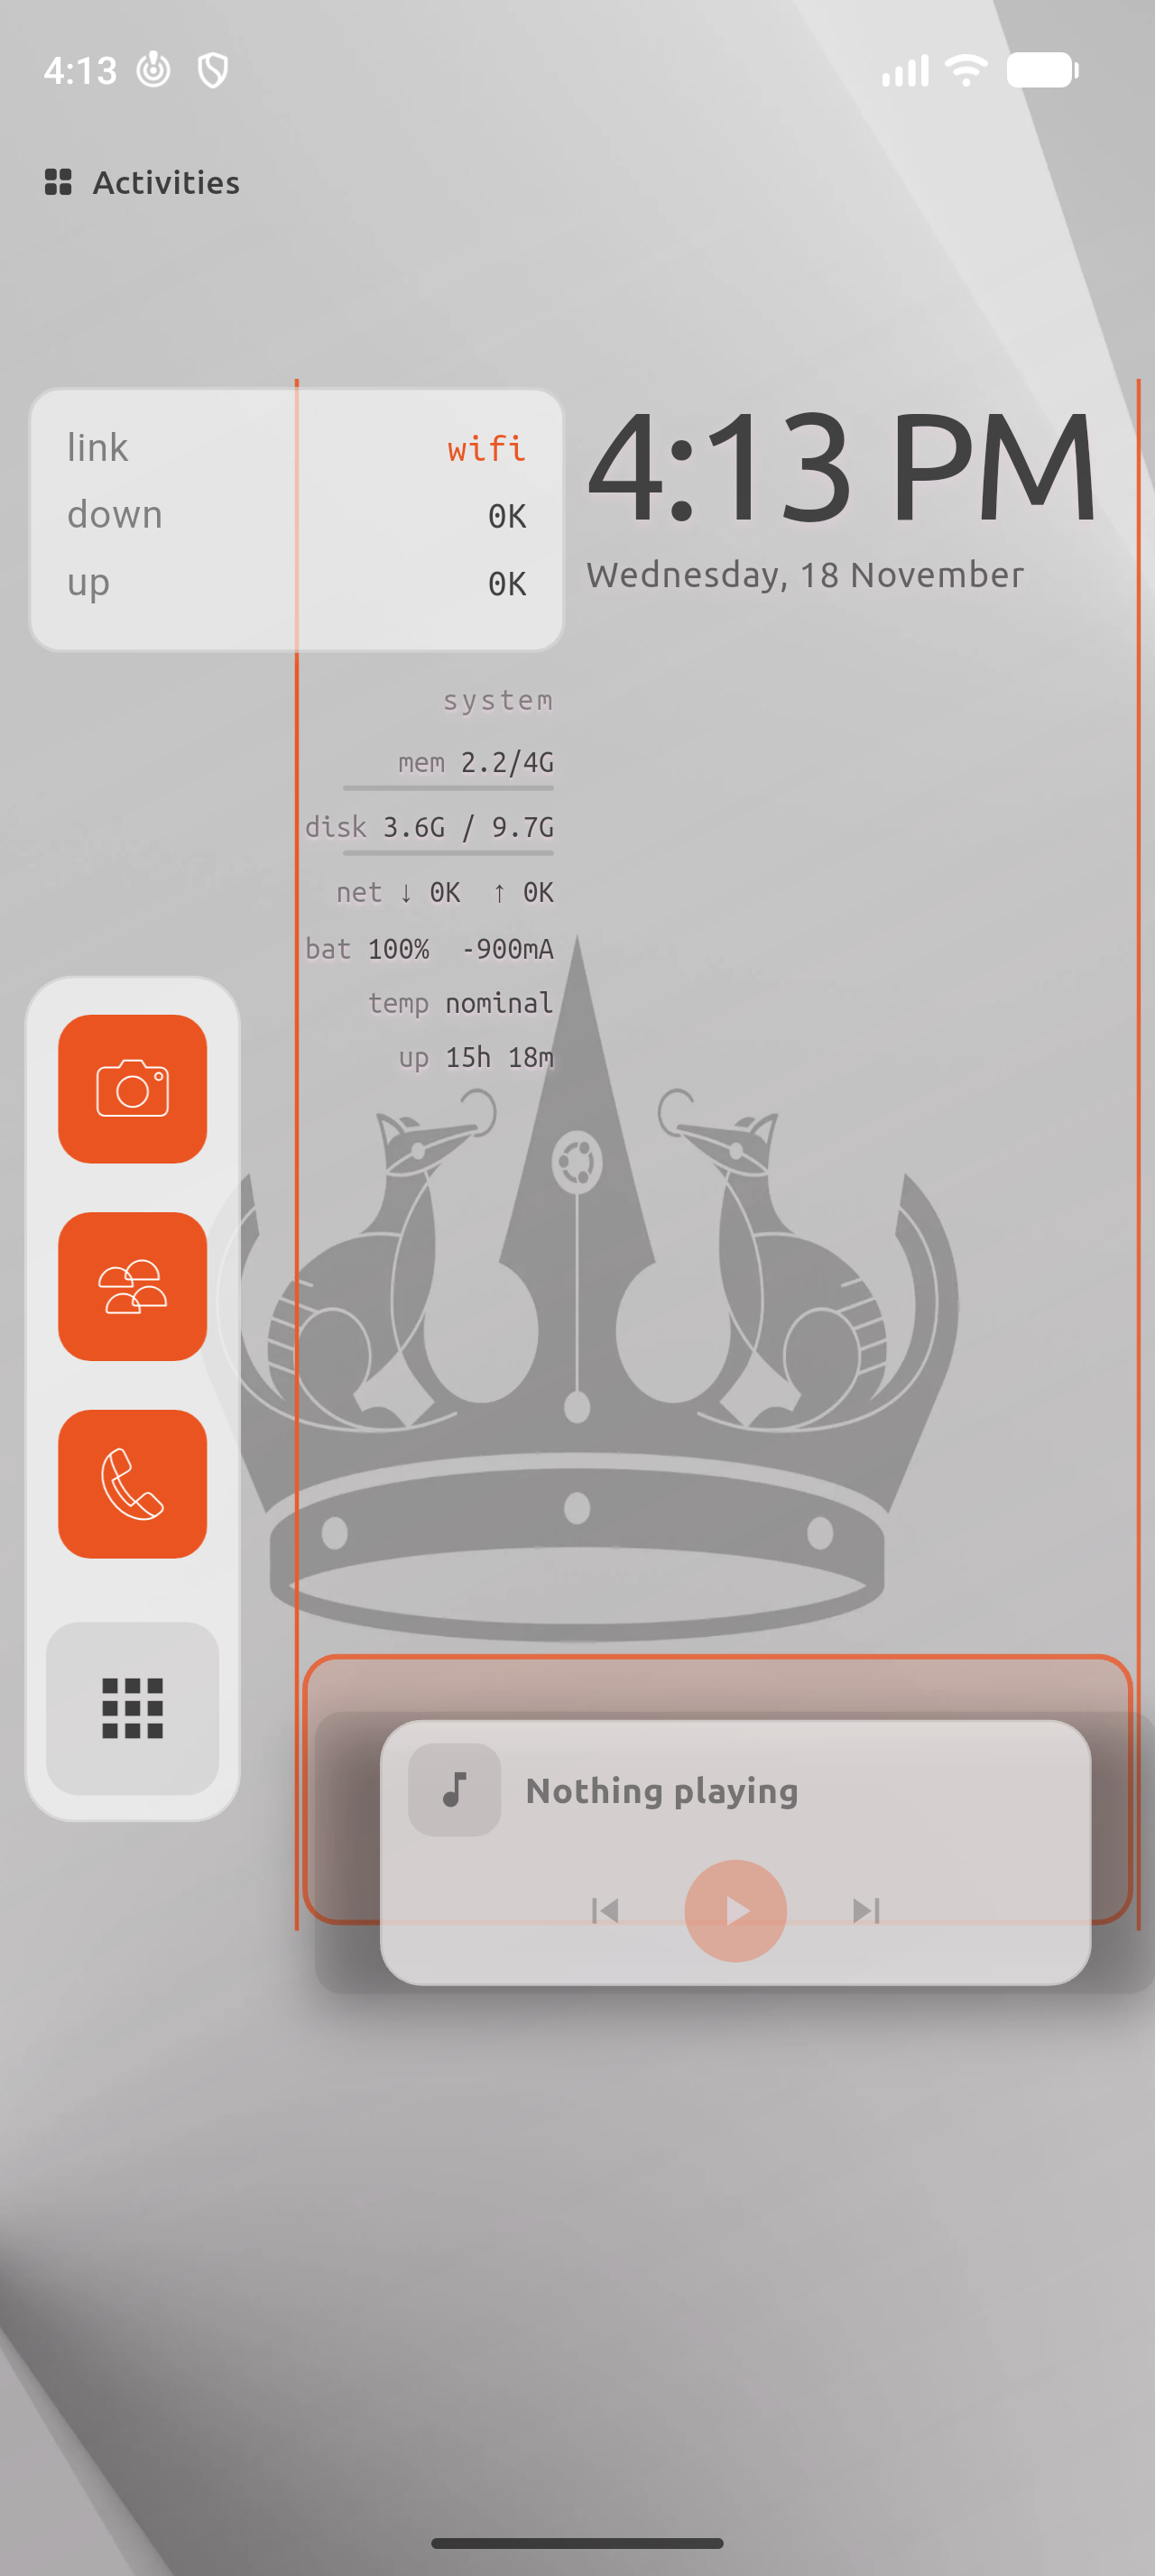 4:13
Activities
link wifi
down 0K
up 0K
4:13 PM
Wednesday, 18 November
system
mem 2.2/4G
disk 3.6G / 9.7G
net ↓ 0K ↑ 0K
bat 100% -900mA
temp nominal
up 15h 18m
Nothing playing